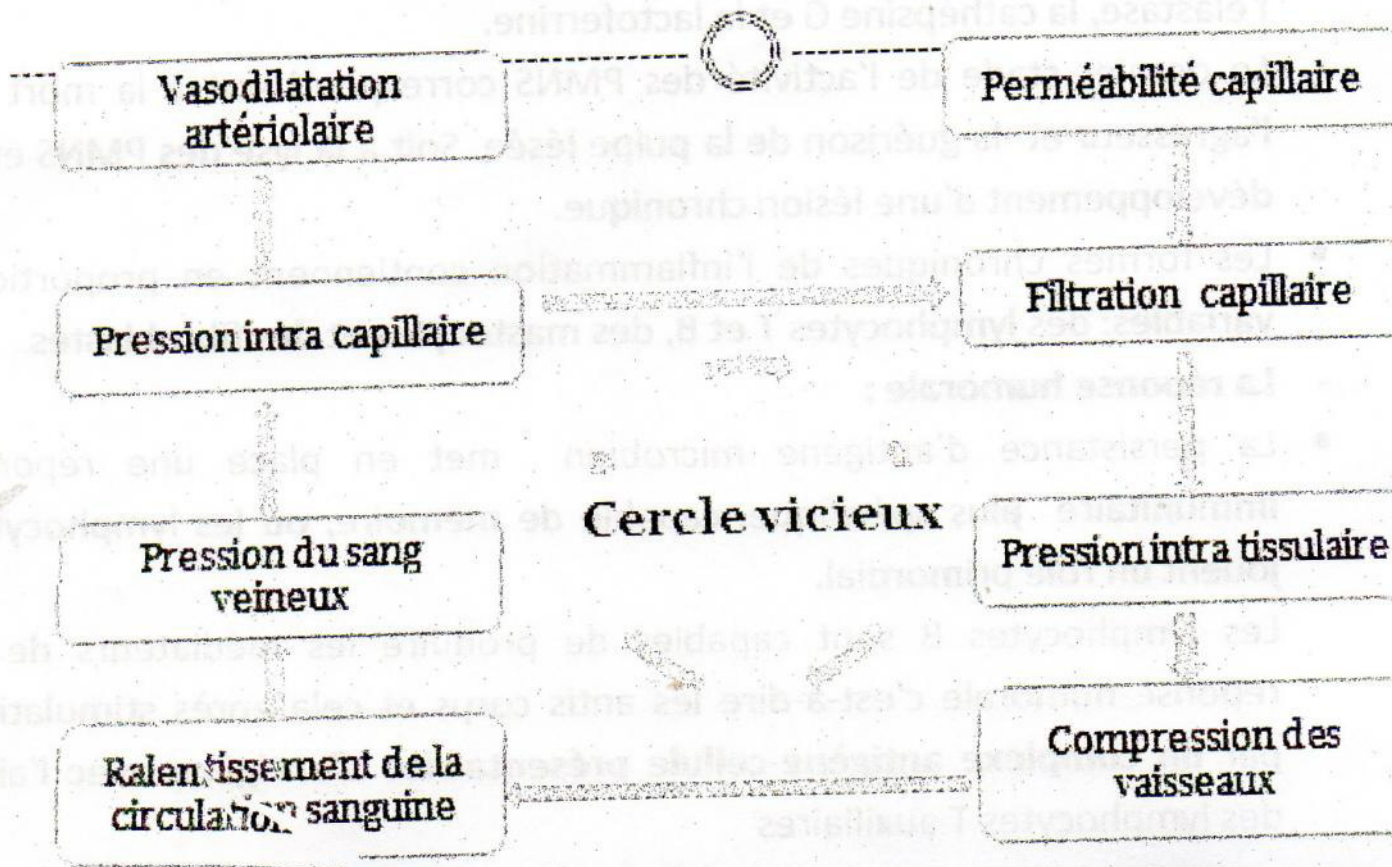 Vasodilatation
artériolaire
Perméabilité capillaire
Pression intra capillaire
Filtration capillaire
Cercle vicieux
Pression du sang
veineux
Pression intra tissulaire
Ralentissement de la
circulation sanguine
Compression des
vaisseaux